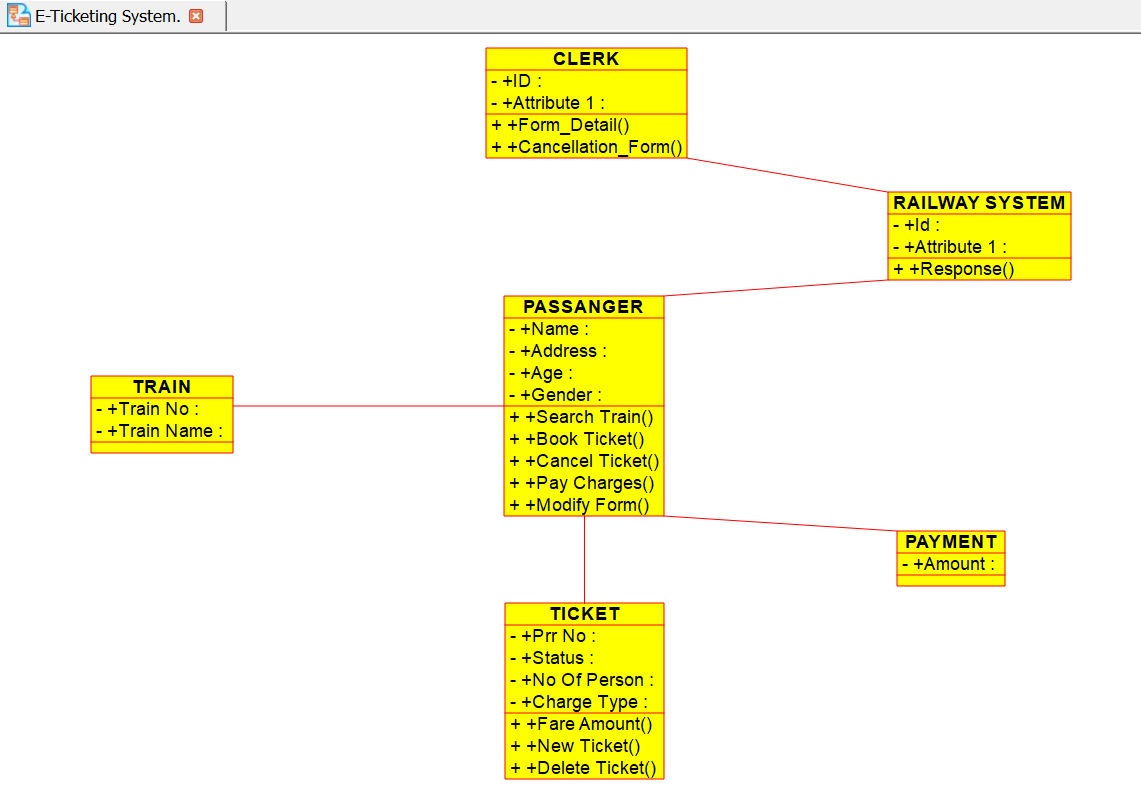 E-Ticketing System.
CLERK
- +ID :
- +Attribute 1 :
+ +Form_Detail()
+ +Cancellation_Form()
RAILWAY SYSTEM
- +Id :
- +Attribute 1 :
+ +Response()
PASSANGER
- +Name :
- +Address :
- +Age :
- +Gender :
+ +Search Train()
+ +Book Ticket()
+ +Cancel Ticket()
+ +Pay Charges()
+ +Modify Form()
TRAIN
- +Train No :
- +Train Name :
PAYMENT
- +Amount :
TICKET
- +Prr No :
- +Status :
- +No Of Person :
- +Charge Type :
+ +Fare Amount()
+ +New Ticket()
+ +Delete Ticket()